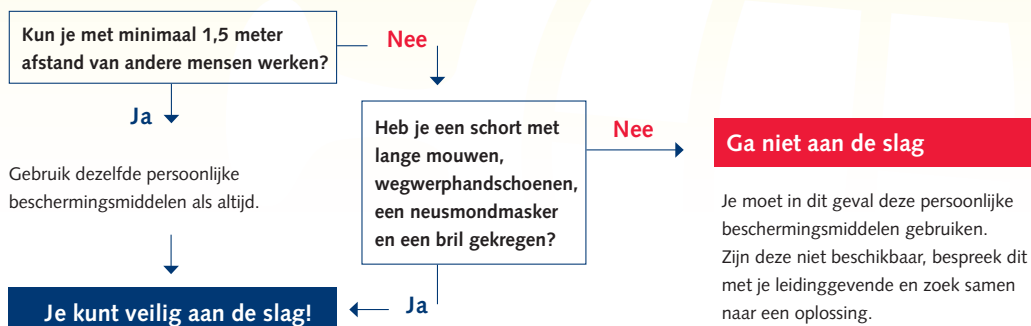 Kun je met minimaal 1,5 meter
afstand van andere mensen werken?
Nee
Ja
Gebruik dezelfde persoonlijke
beschermingsmiddelen als altijd.
Heb je een schort met
lange mouwen,
wegwerphandschoenen,
een neusmondmasker
en een bril gekregen?
Nee
Ga niet aan de slag
Je moet in dit geval deze persoonlijke
beschermingsmiddelen gebruiken.
Zijn deze niet beschikbaar, bespreek dit
met je leidinggevende en zoek samen
naar een oplossing.
Ja
Je kunt veilig aan de slag!